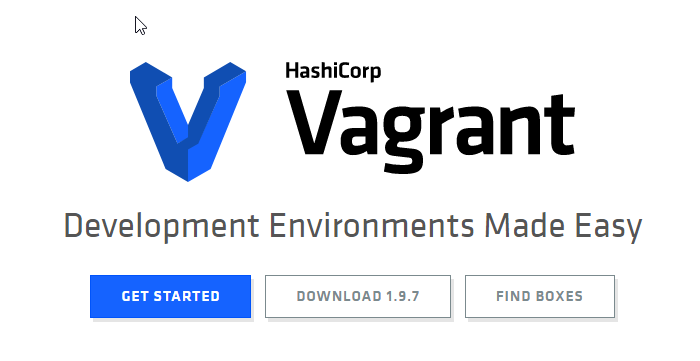 HashiCorp
Vagrant
Development Environments Made Easy
GET STARTED
DOWNLOAD 1.9.7
FIND BOXES